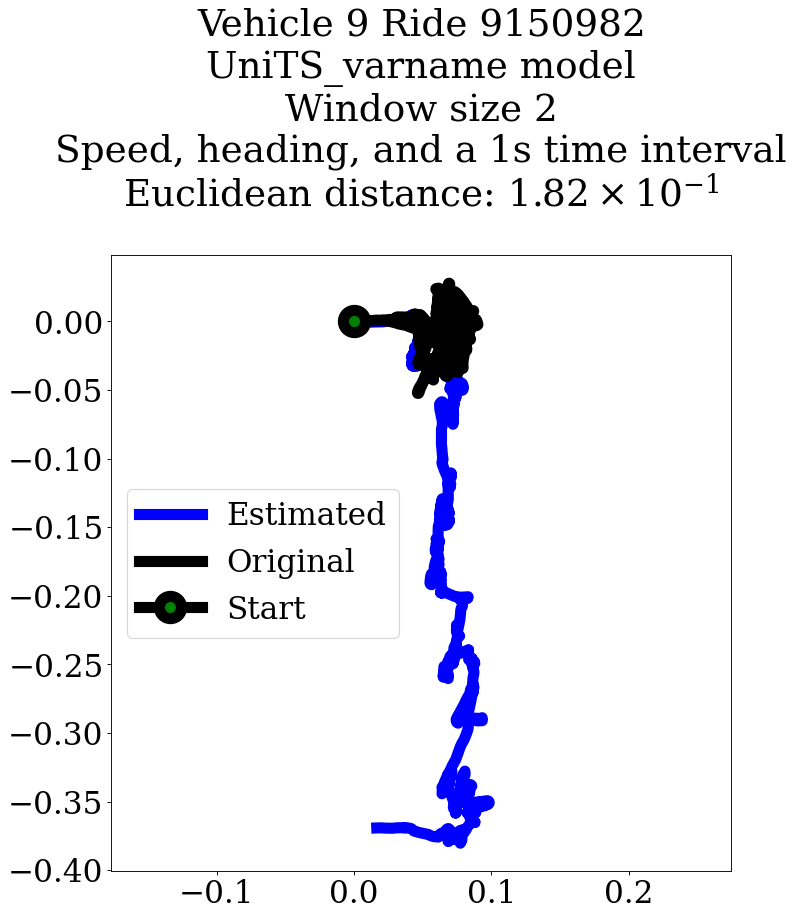 Vehicle 9 Ride 9150982
UniTS_varname model
Window size 2
Speed, heading, and a 1s time interval
Euclidean distance: 1.82 × 10⁻¹
0.00
−0.05
−0.10
−0.15
−0.20
−0.25
−0.30
−0.35
−0.40
Estimated
Original
Start
−0.1
0.0
0.1
0.2